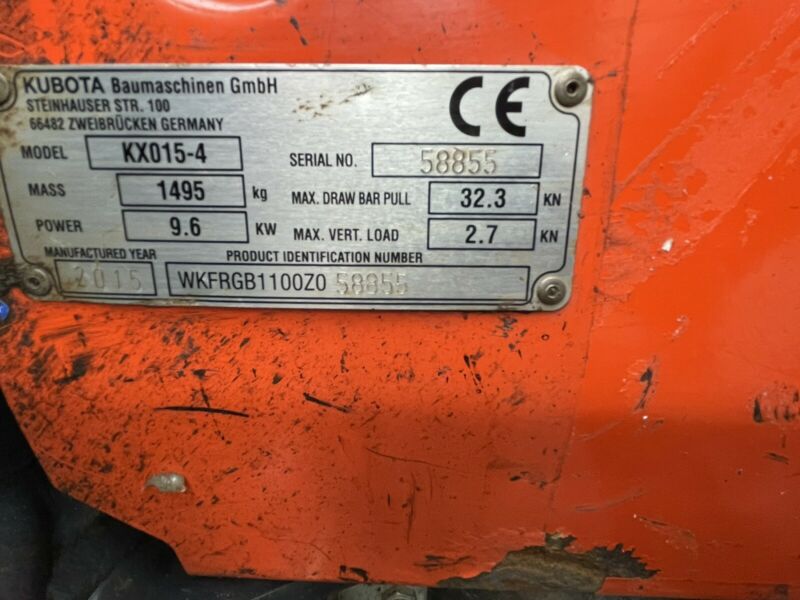 KUBOTA Baumaschinen GmbH
STEINHAUSER STR. 100
66482 ZWEIBRÜCKEN GERMANY
CE
MODEL KX015-4 SERIAL NO. 58855
MASS 1495 kg MAX. DRAW BAR PULL 32.3 KN
POWER 9.6 KW MAX. VERT. LOAD 2.7 KN
MANUFACTURED YEAR PRODUCT IDENTIFICATION NUMBER
2015 WKFRGB1100Z0 58855